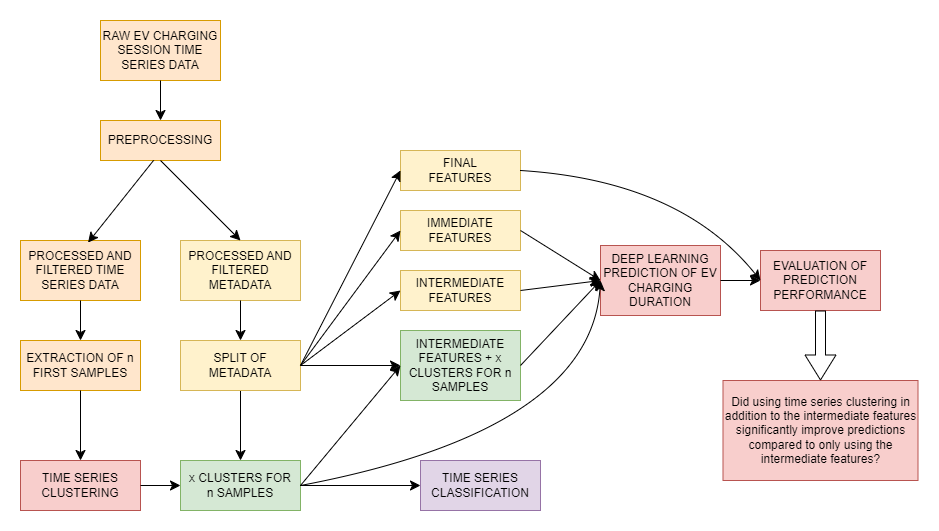 RAW EV CHARGING
SESSION TIME
SERIES DATA
PREPROCESSING
PROCESSED AND
FILTERED TIME
SERIES DATA
PROCESSED AND
FILTERED
METADATA
EXTRACTION OF n
FIRST SAMPLES
SPLIT OF
METADATA
TIME SERIES
CLUSTERING
x CLUSTERS FOR
n SAMPLES
FINAL
FEATURES
IMMEDIATE
FEATURES
INTERMEDIATE
FEATURES
INTERMEDIATE
FEATURES + x
CLUSTERS FOR n
SAMPLES
TIME SERIES
CLASSIFICATION
DEEP LEARNING
PREDICTION OF EV
CHARGING
DURATION
EVALUATION OF
PREDICTION
PERFORMANCE
Did using time series clustering in
addition to the intermediate features
significantly improve predictions
compared to only using the
intermediate features?